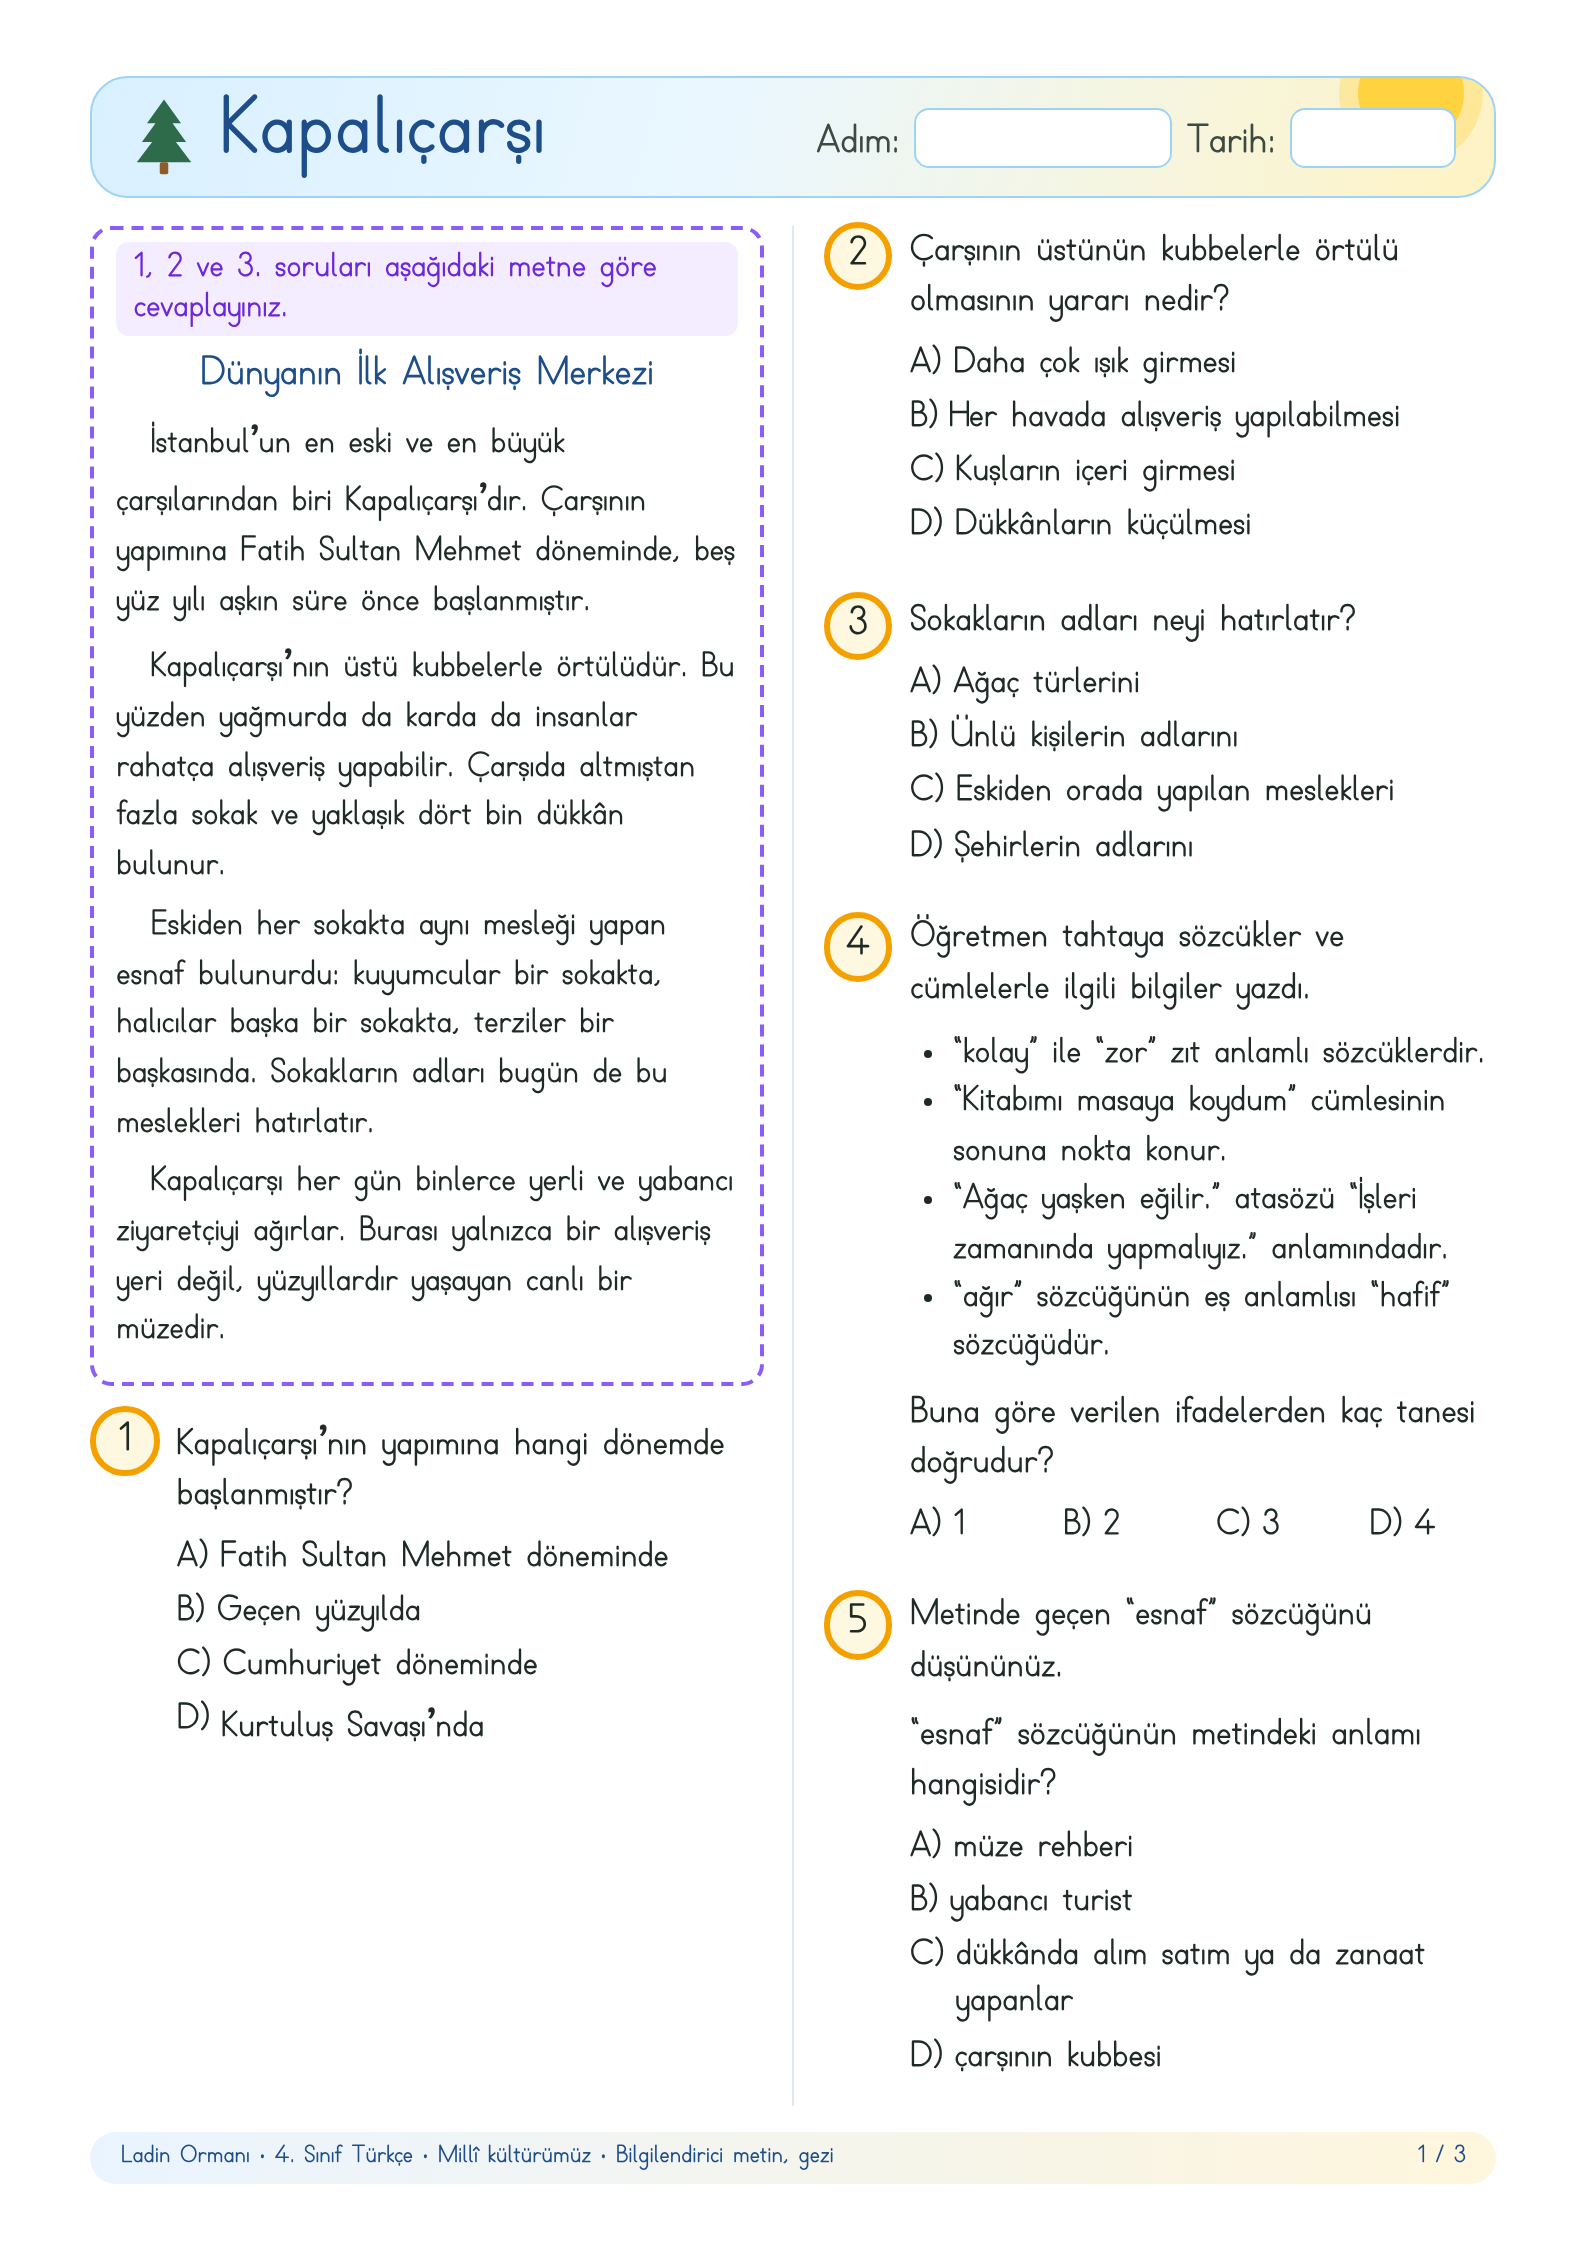 Kapalıçarşı
Adım:
Tarih:
1, 2 ve 3. soruları aşağıdaki metne göre
cevaplayınız.
Dünyanın İlk Alışveriş Merkezi
İstanbul’un en eski ve en büyük
çarşılarından biri Kapalıçarşı’dır. Çarşının
yapımına Fatih Sultan Mehmet döneminde, beş
yüz yılı aşkın süre önce başlanmıştır.
Kapalıçarşı’nın üstü kubbelerle örtülüdür. Bu
yüzden yağmurda da karda da insanlar
rahatça alışveriş yapabilir. Çarşıda altmıştan
fazla sokak ve yaklaşık dört bin dükkân
bulunur.
Eskiden her sokakta aynı mesleği yapan
esnaf bulunurdu: kuyumcular bir sokakta,
halıcılar başka bir sokakta, terziler bir
başkasında. Sokakların adları bugün de bu
meslekleri hatırlatır.
Kapalıçarşı her gün binlerce yerli ve yabancı
ziyaretçiyi ağırlar. Burası yalnızca bir alışveriş
yeri değil, yüzyıllardır yaşayan canlı bir
müzedir.
1
Kapalıçarşı’nın yapımına hangi dönemde
başlanmıştır?
A) Fatih Sultan Mehmet döneminde
B) Geçen yüzyılda
C) Cumhuriyet döneminde
D) Kurtuluş Savaşı’nda
2
Çarşının üstünün kubbelerle örtülü
olmasının yararı nedir?
A) Daha çok ışık girmesi
B) Her havada alışveriş yapılabilmesi
C) Kuşların içeri girmesi
D) Dükkânların küçülmesi
3
Sokakların adları neyi hatırlatır?
A) Ağaç türlerini
B) Ünlü kişilerin adlarını
C) Eskiden orada yapılan meslekleri
D) Şehirlerin adlarını
4
Öğretmen tahtaya sözcükler ve
cümlelerle ilgili bilgiler yazdı.
• “kolay” ile “zor” zıt anlamlı sözcüklerdir.
• “Kitabımı masaya koydum” cümlesinin
sonuna nokta konur.
• “Ağaç yaşken eğilir.” atasözü “İşleri
zamanında yapmalıyız.” anlamındadır.
• “ağır” sözcüğünün eş anlamlısı “hafif”
sözcüğüdür.
Buna göre verilen ifadelerden kaç tanesi
doğrudur?
A) 1 B) 2 C) 3 D) 4
5
Metinde geçen “esnaf” sözcüğünü
düşününüz.
“esnaf” sözcüğünün metindeki anlamı
hangisidir?
A) müze rehberi
B) yabancı turist
C) dükkânda alım satım ya da zanaat
yapanlar
D) çarşının kubbesi
Ladin Ormanı • 4. Sınıf Türkçe • Millî kültürümüz • Bilgilendirici metin, gezi
1 / 3